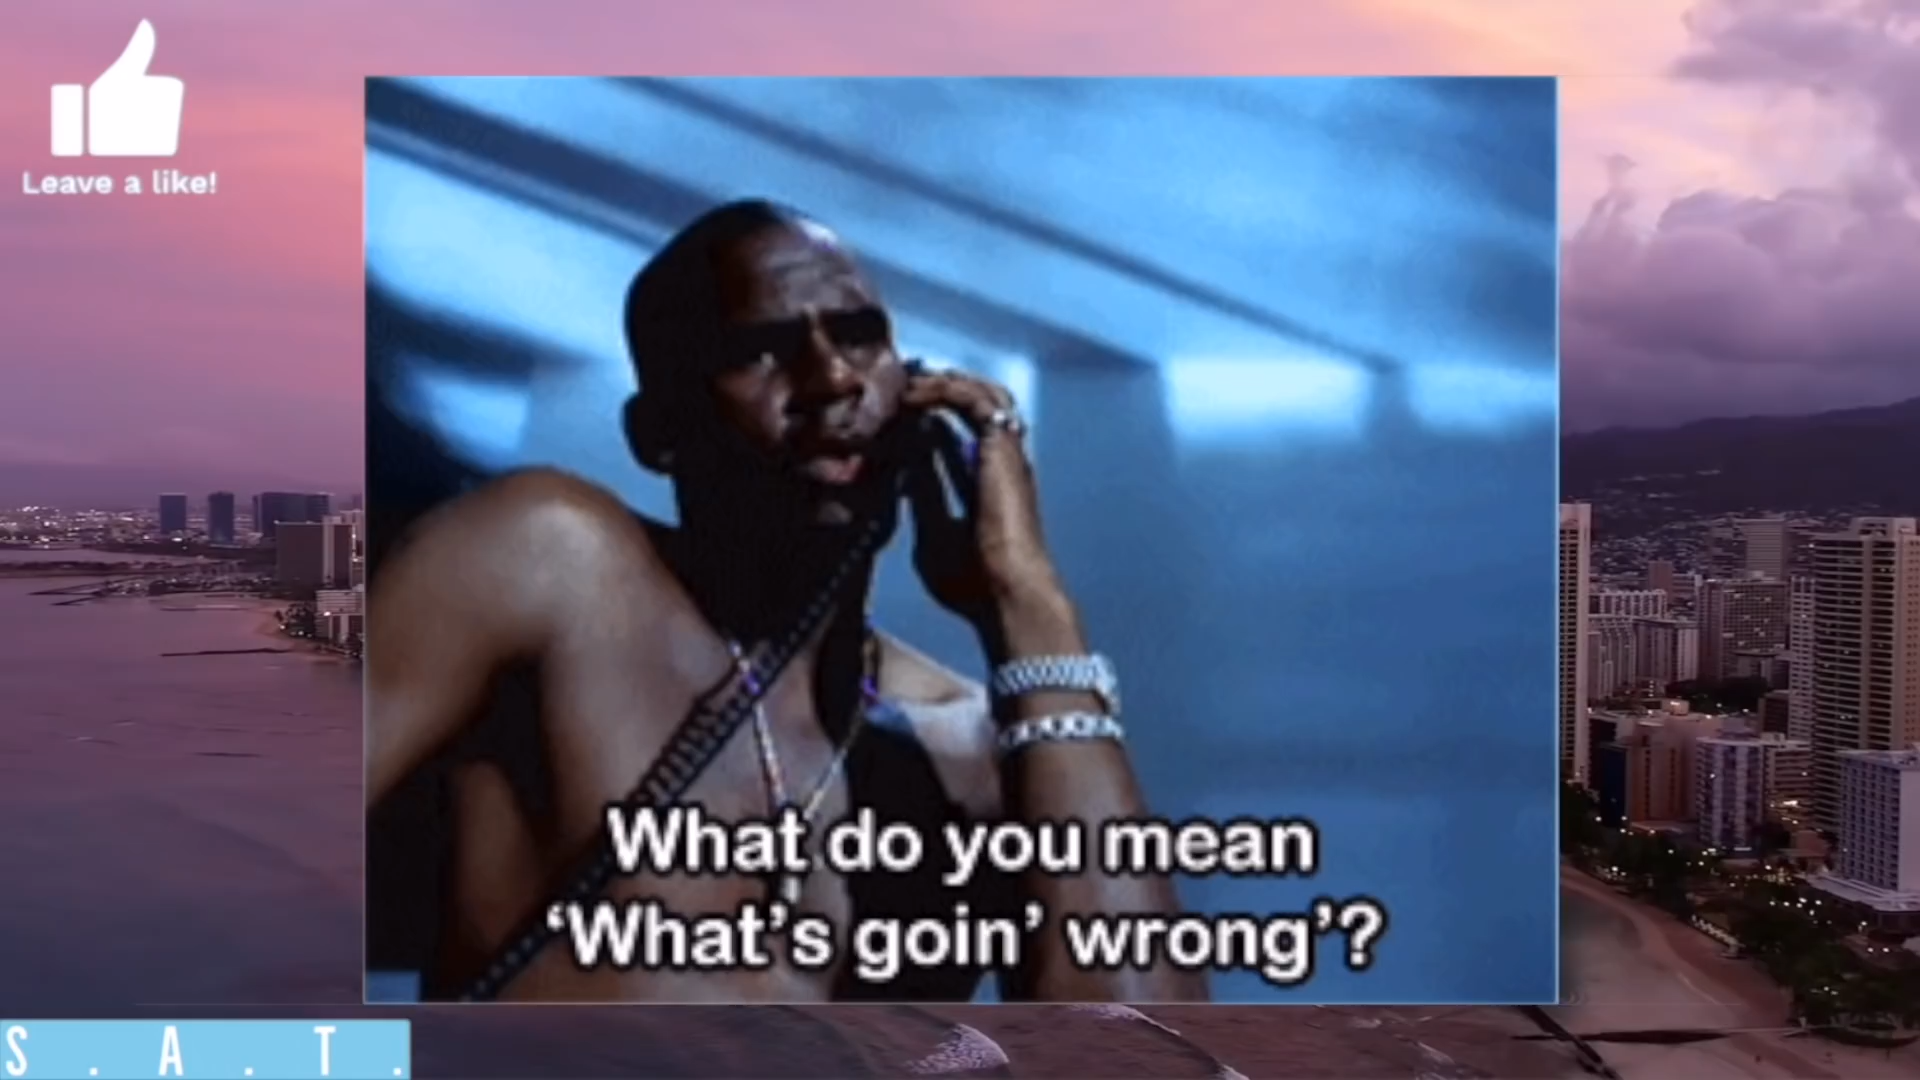 Leave a like!
What do you mean
‘What’s goin’ wrong’?
S . A . T .